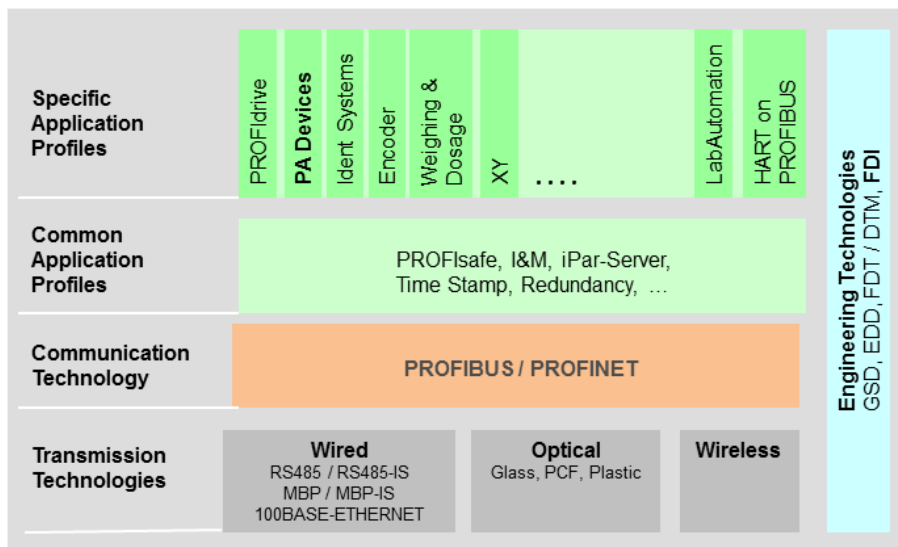 Specific
Application
Profiles
PROFIdrive
PA Devices
Ident Systems
Encoder
Weighing &
Dosage
XY
....
LabAutomation
HART on
PROFIBUS
Common
Application
Profiles
PROFIsafe, I&M, iPar-Server,
Time Stamp, Redundancy, ...
Communication
Technology
PROFIBUS / PROFINET
Transmission
Technologies
Wired
RS485 / RS485-IS
MBP / MBP-IS
100BASE-ETHERNET
Optical
Glass, PCF, Plastic
Wireless
Engineering Technologies
GSD, EDD, FDT / DTM, FDI